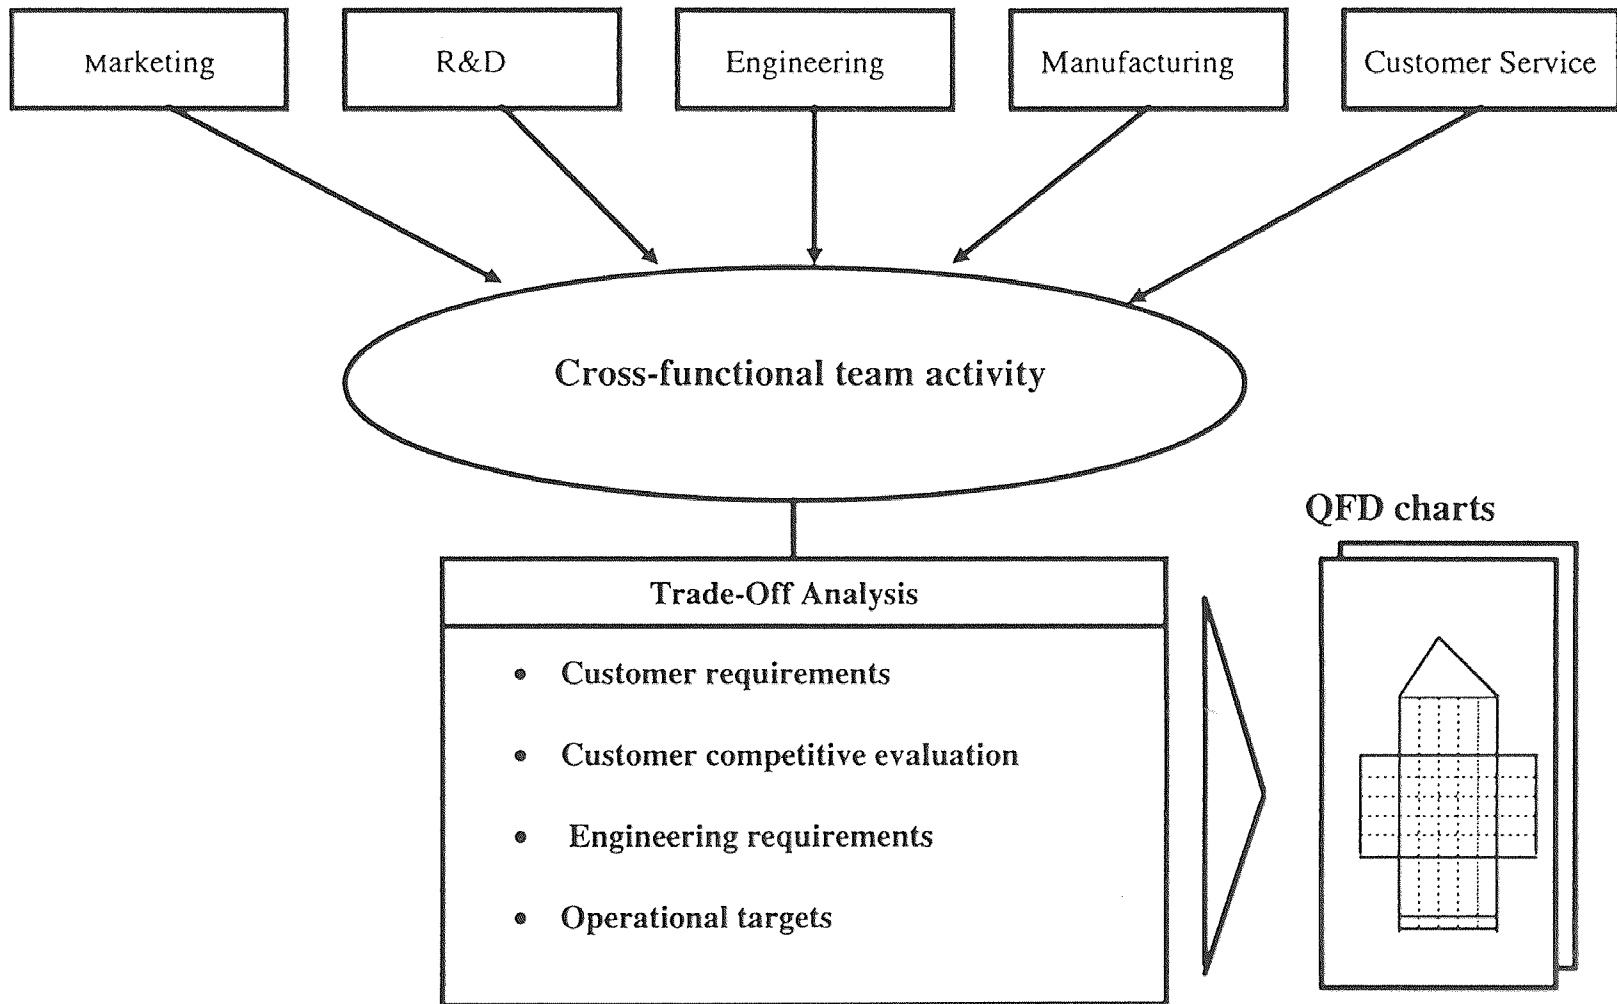 Marketing
R&D
Engineering
Manufacturing
Customer Service
Cross-functional team activity
QFD charts
Trade-Off Analysis
• Customer requirements
• Customer competitive evaluation
• Engineering requirements
• Operational targets